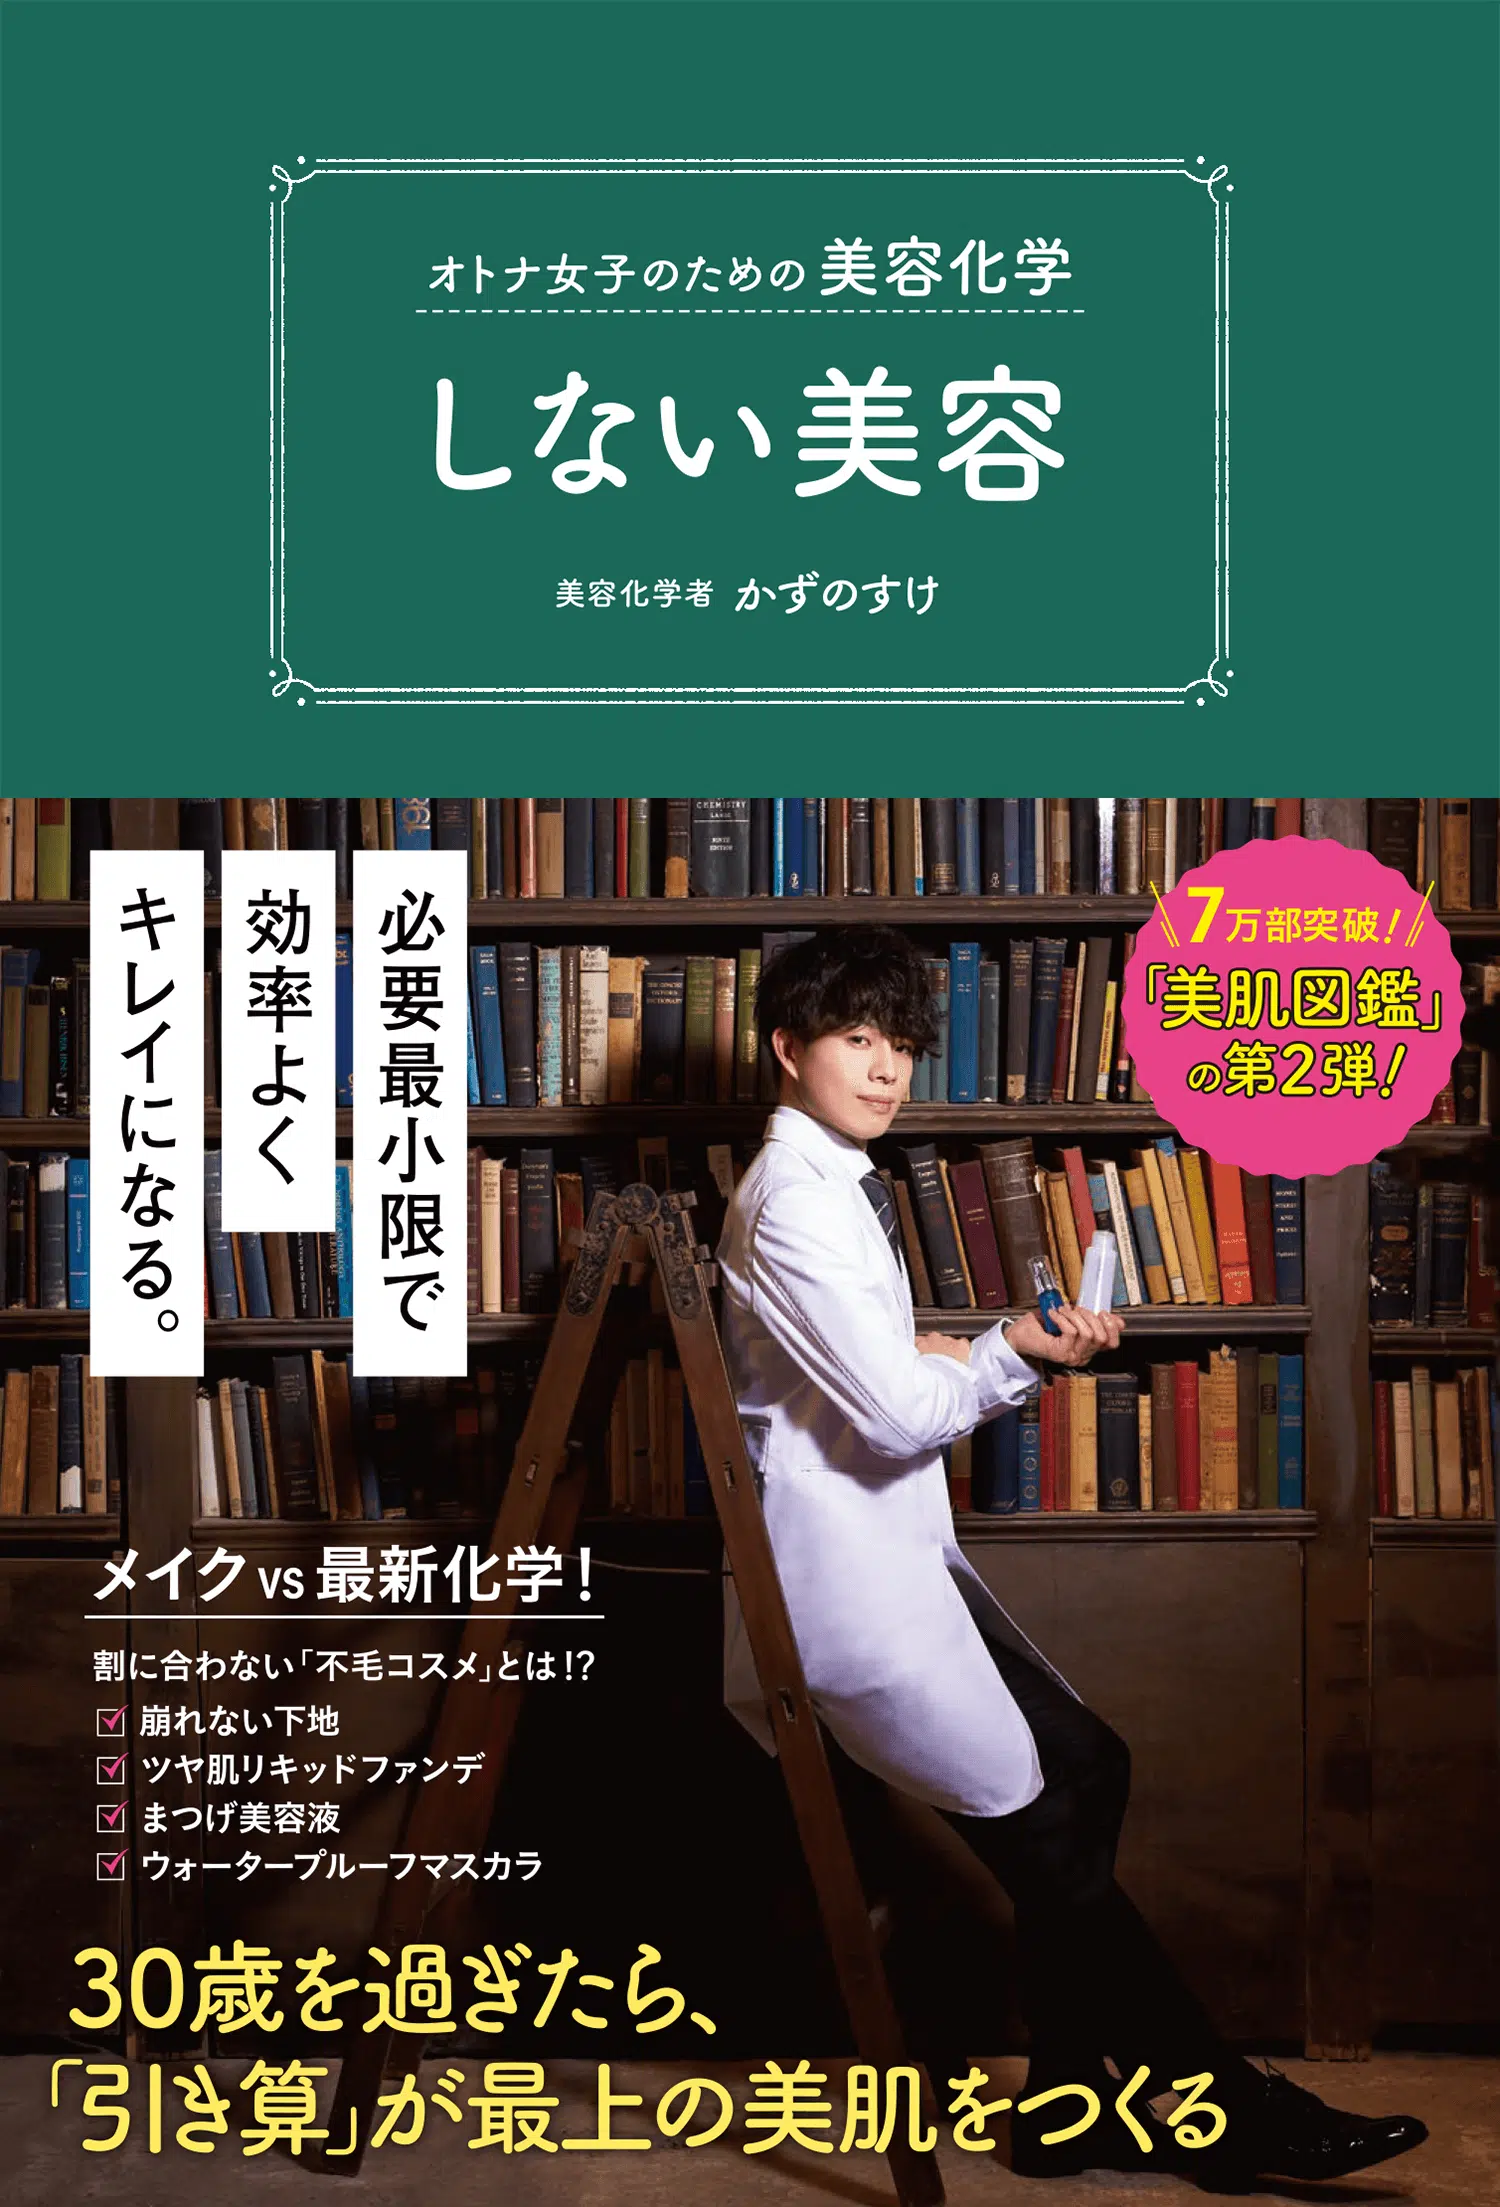 オトナ女子のための美容化学
しない美容
美容化学者 かずのすけ
必要最小限で
効率よく
キレイになる。
7万部突破!
「美肌図鑑」
の第2弾!
メイクvs最新化学!
割に合わない「不毛コスメ」とは!?
崩れない下地
ツヤ肌リキッドファンデ
まつげ美容液
ウォータープルーフマスカラ
30歳を過ぎたら、
「引き算」が最上の美肌をつくる
CHEMISTRY
LANGE
NINTH
EDITION